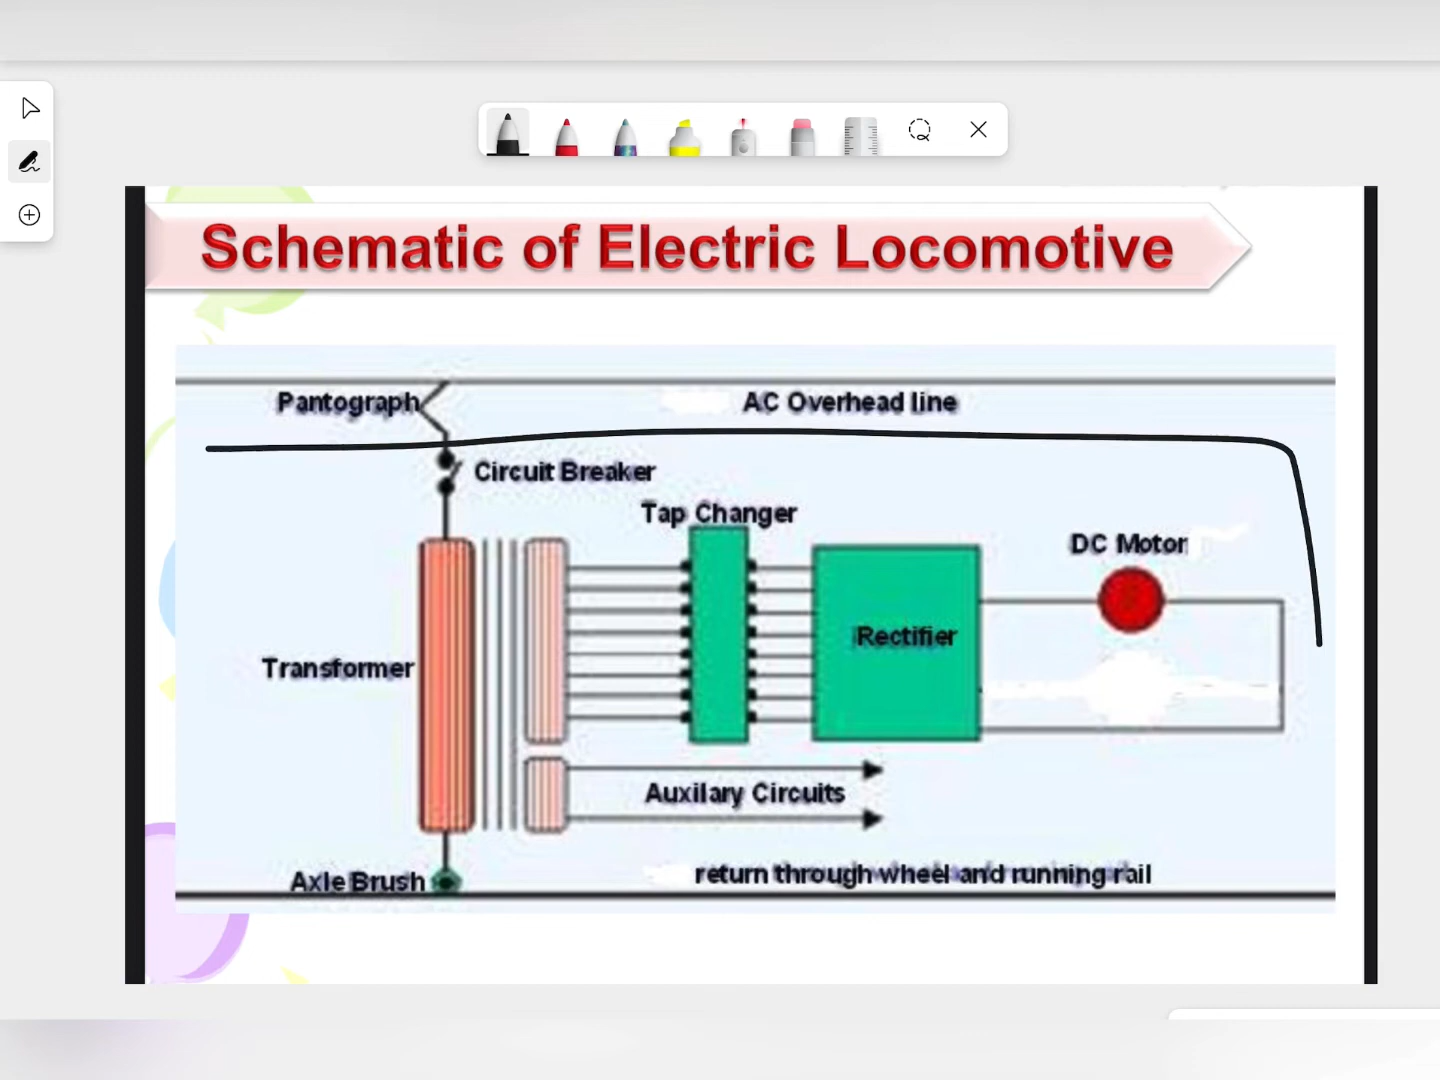 Schematic of Electric Locomotive
Pantograph
AC Overhead line
Circuit Breaker
Tap Changer
DC Motor
Rectifier
Transformer
Auxilary Circuits
Axle Brush
return through wheel and running rail